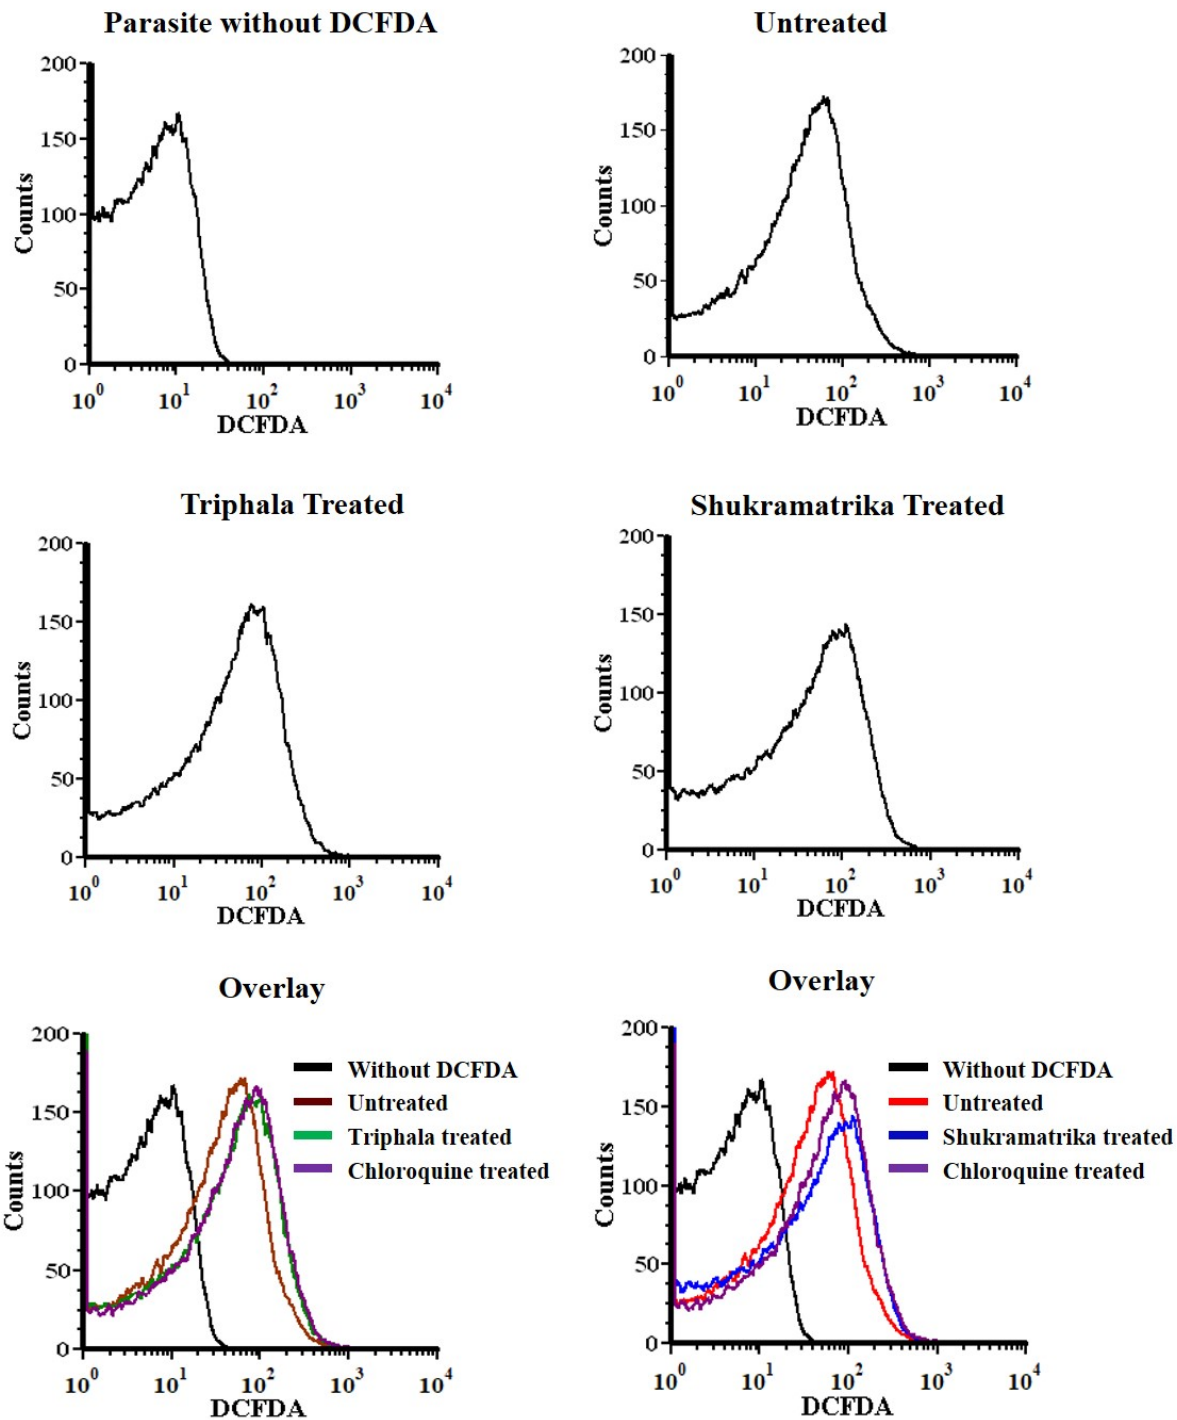 Parasite without DCFDA
200
150
100
50
0
Counts
10^0 10^1 10^2 10^3 10^4
DCFDA
Untreated
200
150
100
50
0
Counts
10^0 10^1 10^2 10^3 10^4
DCFDA
Triphala Treated
200
150
100
50
0
Counts
10^0 10^1 10^2 10^3 10^4
DCFDA
Shukramatrika Treated
200
150
100
50
0
Counts
10^0 10^1 10^2 10^3 10^4
DCFDA
Overlay
200
150
100
50
0
Counts
Without DCFDA
Untreated
Triphala treated
Chloroquine treated
10^0 10^1 10^2 10^3 10^4
DCFDA
Overlay
200
150
100
50
0
Counts
Without DCFDA
Untreated
Shukramatrika treated
Chloroquine treated
10^0 10^1 10^2 10^3 10^4
DCFDA